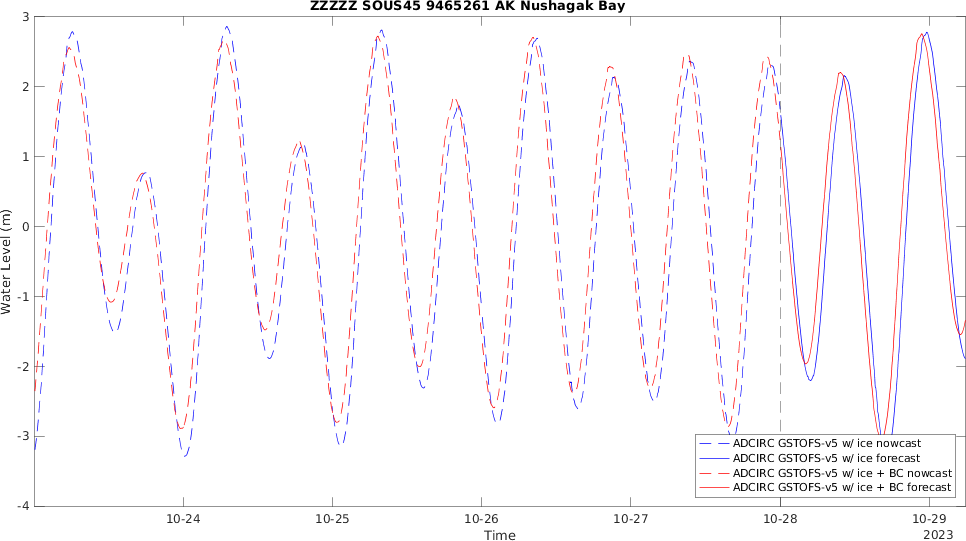 ZZZZZ SOUS45 9465261 AK Nushagak Bay
3
2
1
0
-1
-2
-3
-4
Water Level (m)
10-24
10-25
10-26
10-27
10-28
10-29
Time
2023
ADCIRC GSTOFS-v5 w/ ice nowcast
ADCIRC GSTOFS-v5 w/ ice forecast
ADCIRC GSTOFS-v5 w/ ice + BC nowcast
ADCIRC GSTOFS-v5 w/ ice + BC forecast